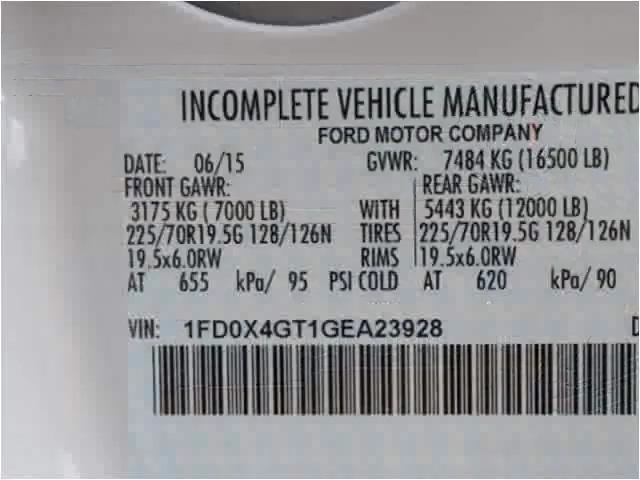 INCOMPLETE VEHICLE MANUFACTURED
FORD MOTOR COMPANY
DATE: 06/15 GVWR: 7484 KG (16500 LB)
FRONT GAWR: REAR GAWR:
3175 KG ( 7000 LB) WITH 5443 KG (12000 LB)
225/70R19.5G 128/126N TIRES 225/70R19.5G 128/126N
19.5x6.0RW RIMS 19.5x6.0RW
AT 655 kPa/ 95 PSI COLD AT 620 kPa/ 90
VIN: 1FD0X4GT1GEA23928